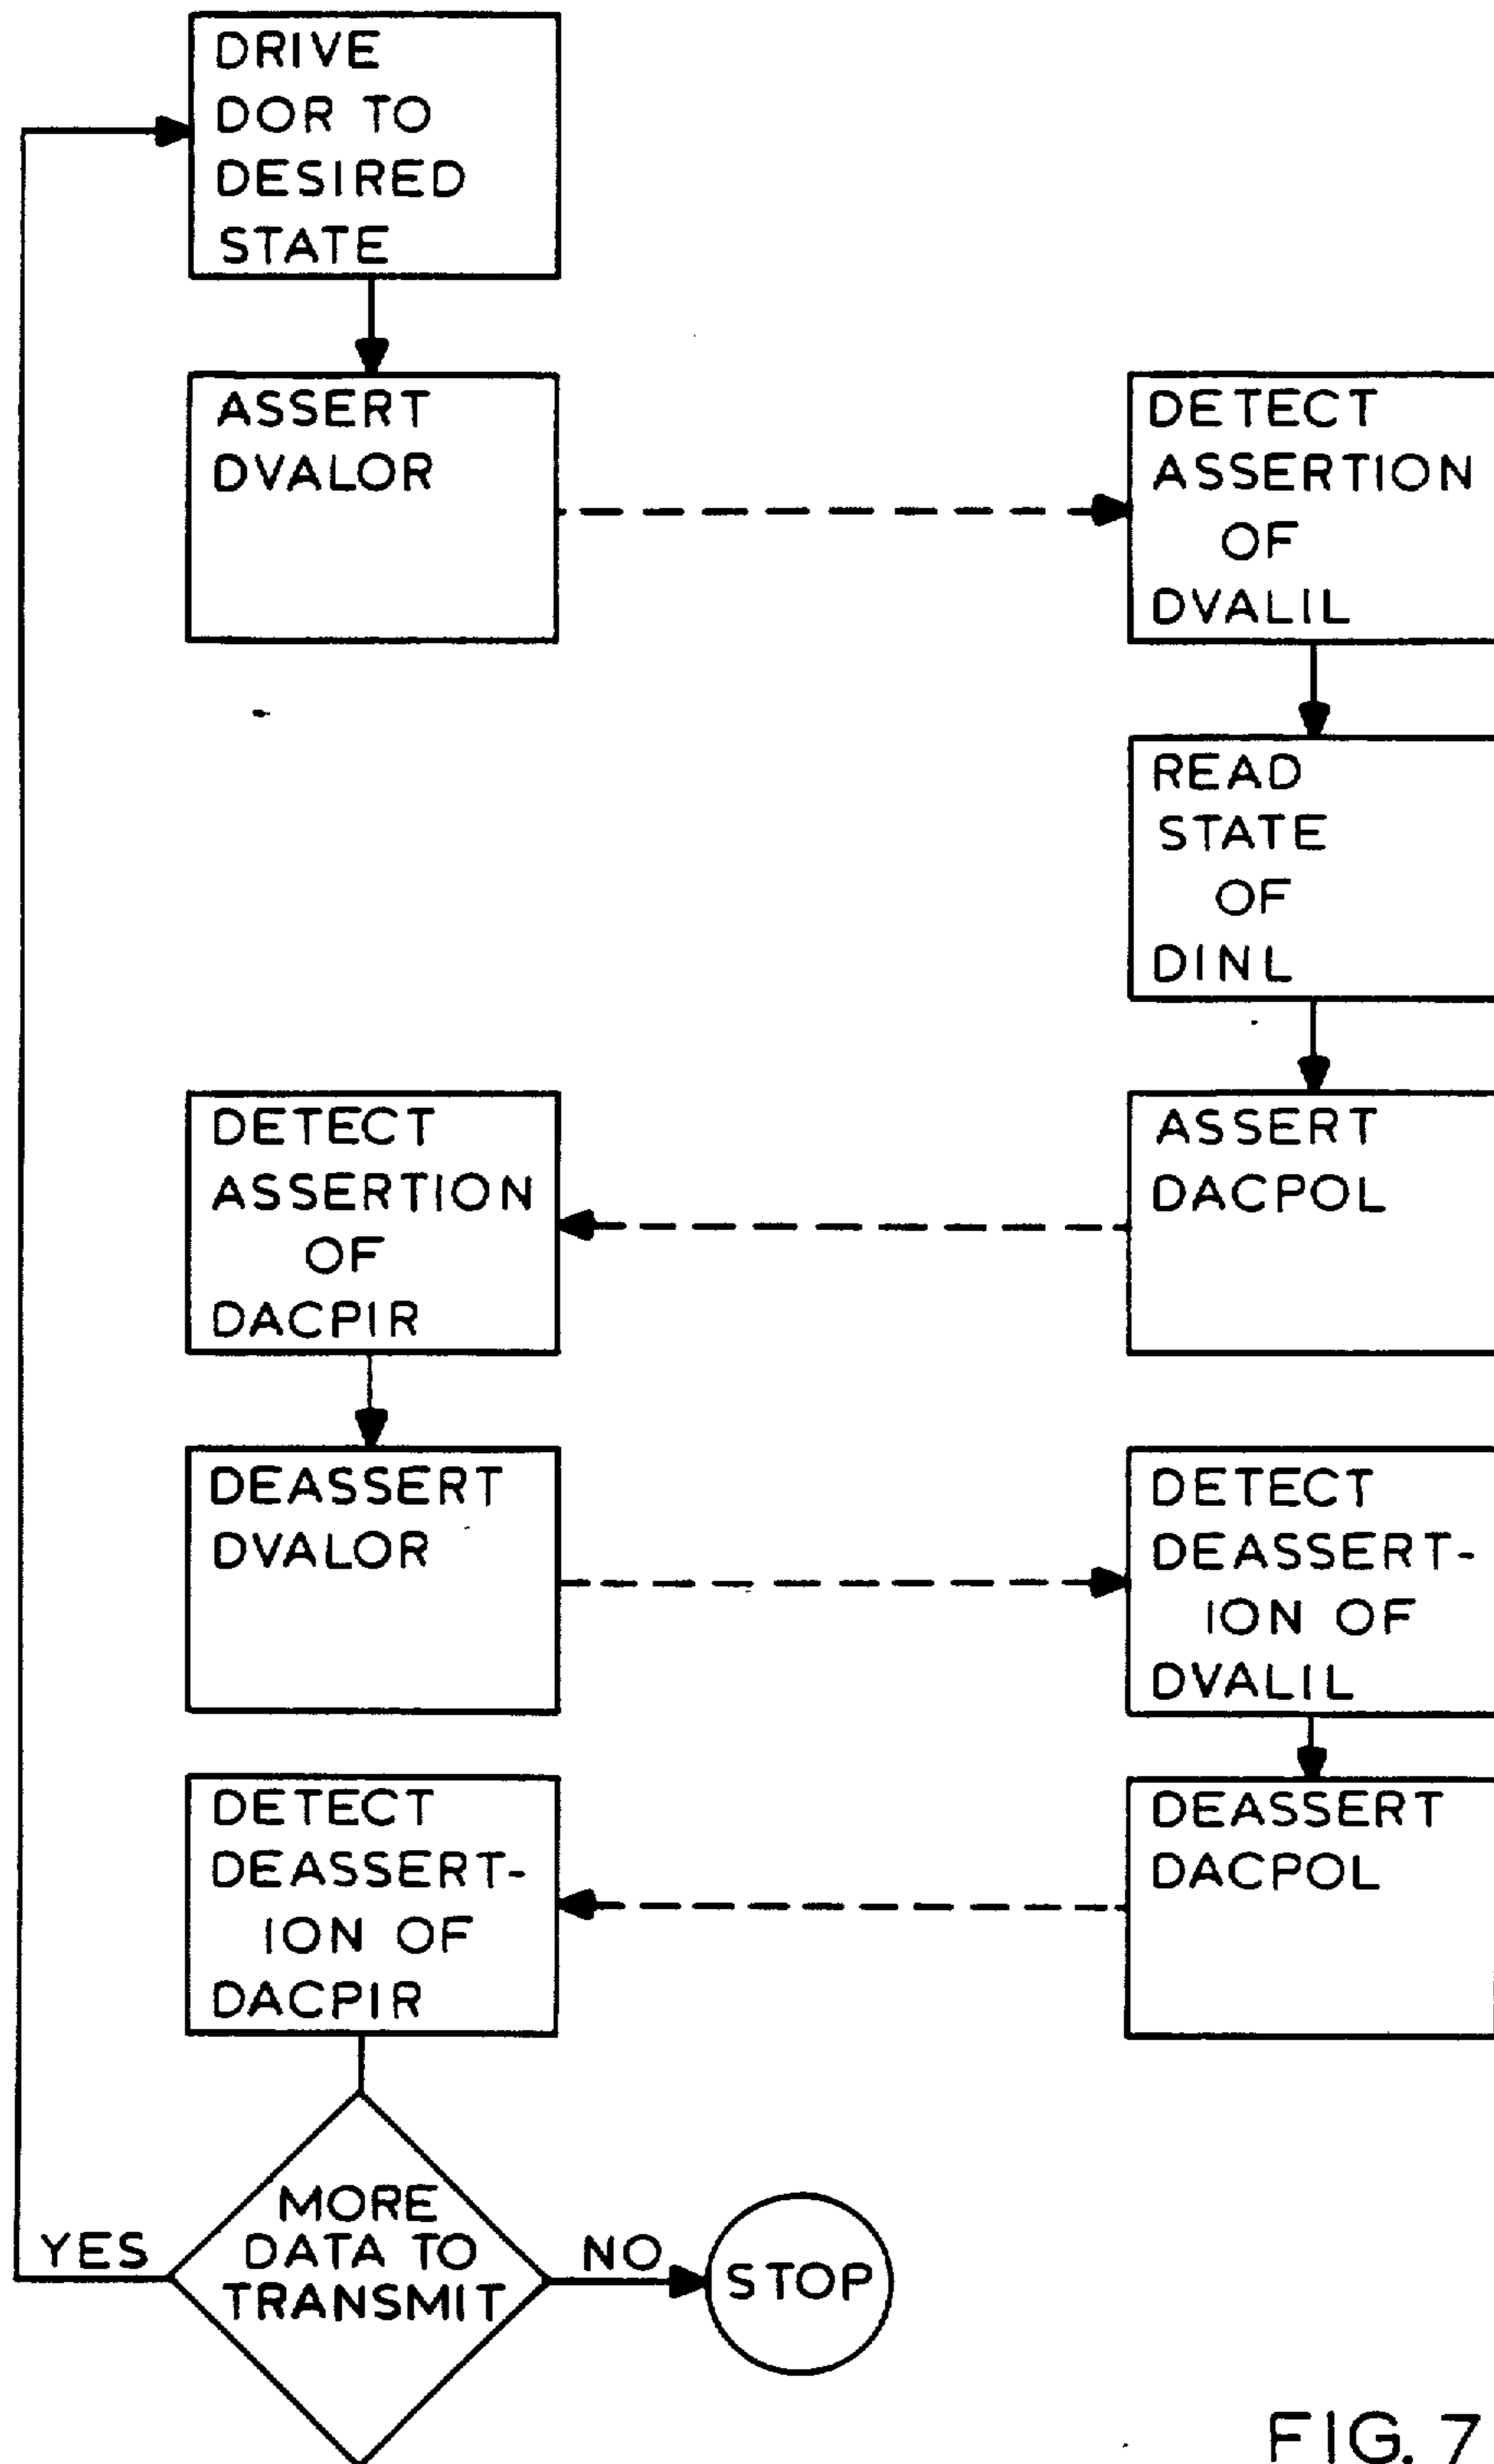 DRIVE
DOR TO
DESIRED
STATE
ASSERT
DVALOR
DETECT
ASSERTION
OF
DVALIL
READ
STATE
OF
DINL
ASSERT
DACPOL
DETECT
ASSERTION
OF
DACPIR
DEASSERT
DVALOR
DETECT
DEASSERT-
ION OF
DVALIL
DEASSERT
DACPOL
DETECT
DEASSERT-
ION OF
DACPIR
MORE
DATA TO
TRANSMIT
YES
NO
STOP
FIG. 7